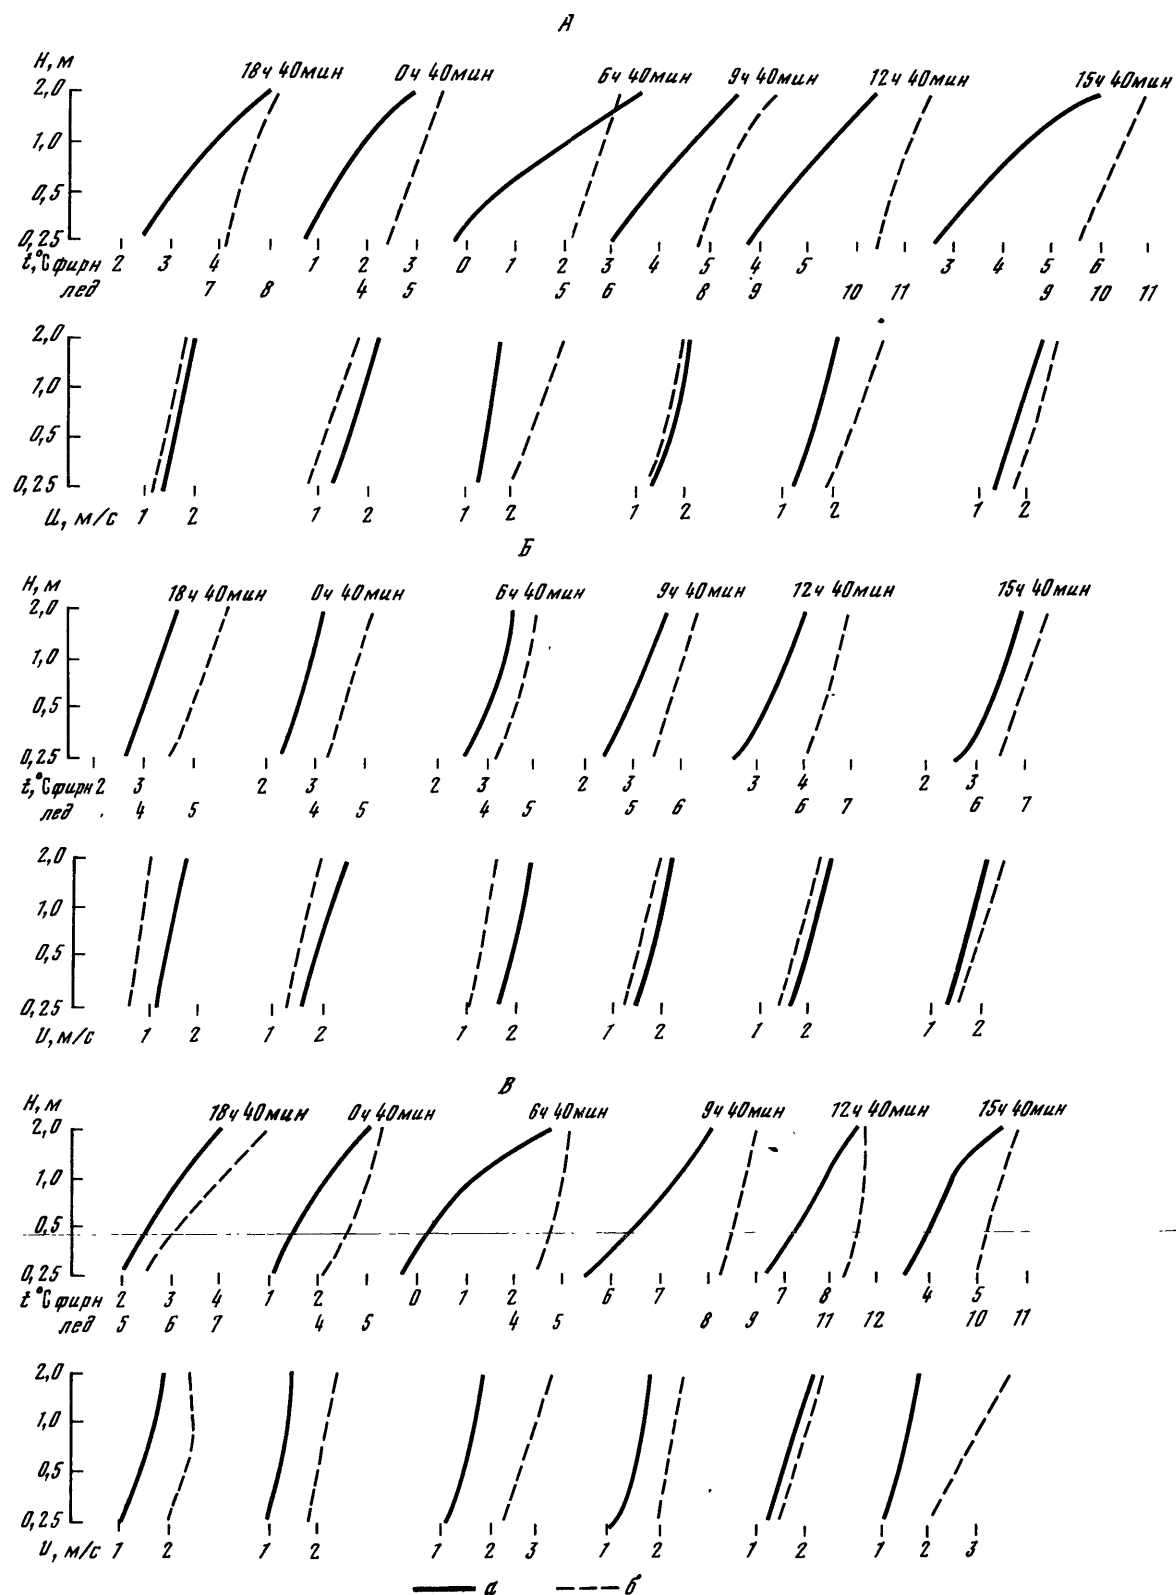 А
H, м
18ч 40мин 0ч 40мин 6ч 40мин 9ч 40мин 12ч 40мин 15ч 40мин
2,0
1,0
0,5
0,25
t,°C фирн 2 3 4 1 2 3 0 1 2 3 4 5 4 5 3 4 5 6
лед 7 8 4 5 5 6 8 9 10 11 9 10 11
2,0
1,0
0,5
0,25
U, м/с 1 2 1 2 1 2 1 2 1 2 1 2
Б
H, м
18ч 40мин 0ч 40мин 6ч 40мин 9ч 40мин 12ч 40мин 15ч 40мин
2,0
1,0
0,5
0,25
t,°C фирн 2 3 2 3 2 3 2 3 3 4 2 3
лед 4 5 4 5 4 5 5 6 6 7 6 7
2,0
1,0
0,5
0,25
U, м/с 1 2 1 2 1 2 1 2 1 2 1 2
В
H, м
18ч 40мин 0ч 40мин 6ч 40мин 9ч 40мин 12ч 40мин 15ч 40мин
2,0
1,0
0,5
0,25
t°C фирн 2 3 4 1 2 0 1 2 6 7 7 8 4 5
лед 5 6 7 4 5 4 5 8 9 11 12 10 11
2,0
1,0
0,5
0,25
U, м/с 1 2 1 2 1 2 3 1 2 1 2 1 2 3
а б